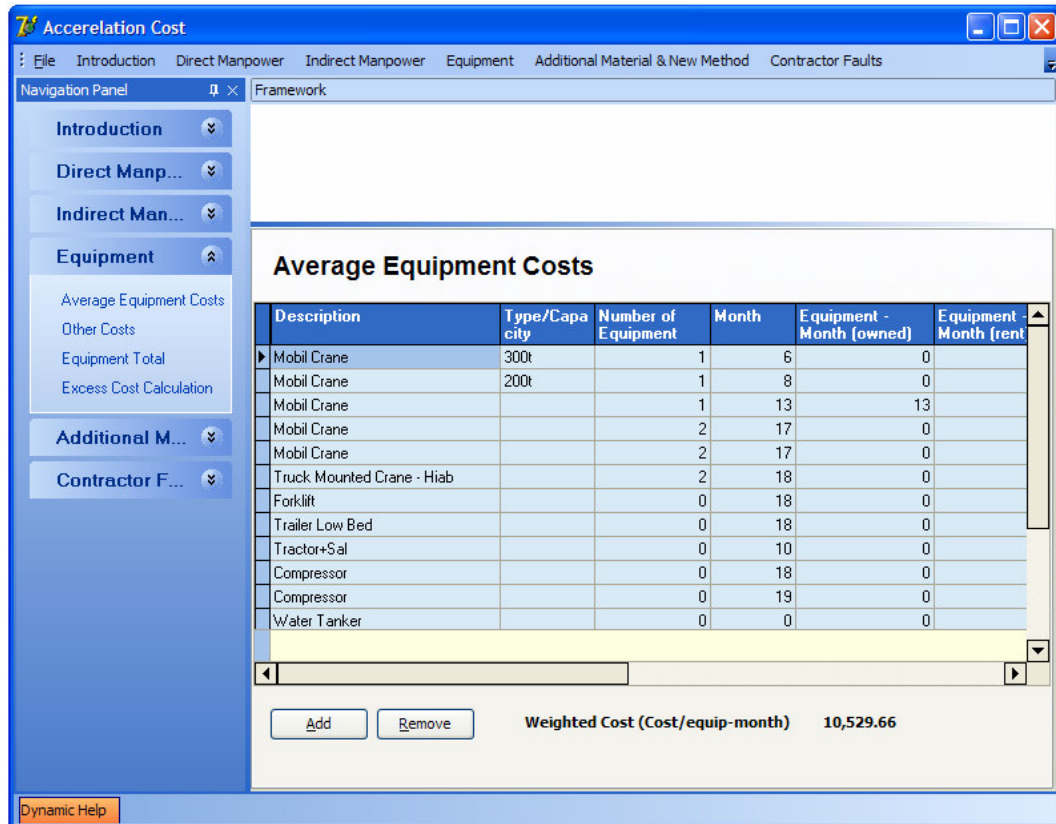 Accerelation Cost
File Introduction Direct Manpower Indirect Manpower Equipment Additional Material & New Method Contractor Faults
Navigation Panel
Framework
Introduction
Direct Manp...
Indirect Man...
Equipment
Average Equipment Costs
Other Costs
Equipment Total
Excess Cost Calculation
Additional M...
Contractor F...
Average Equipment Costs
Description Type/Capa Number of Month Equipment - Equipment -
city Equipment Month (owned) Month (rent)
Mobil Crane 300t 1 6 0
Mobil Crane 200t 1 8 0
Mobil Crane 1 13 13
Mobil Crane 2 17 0
Mobil Crane 2 17 0
Truck Mounted Crane - Hiab 2 18 0
Forklift 0 18 0
Trailer Low Bed 0 18 0
Tractor+Sal 0 10 0
Compressor 0 18 0
Compressor 0 19 0
Water Tanker 0 0 0
Add Remove Weighted Cost (Cost/equip-month) 10,529.66
Dynamic Help